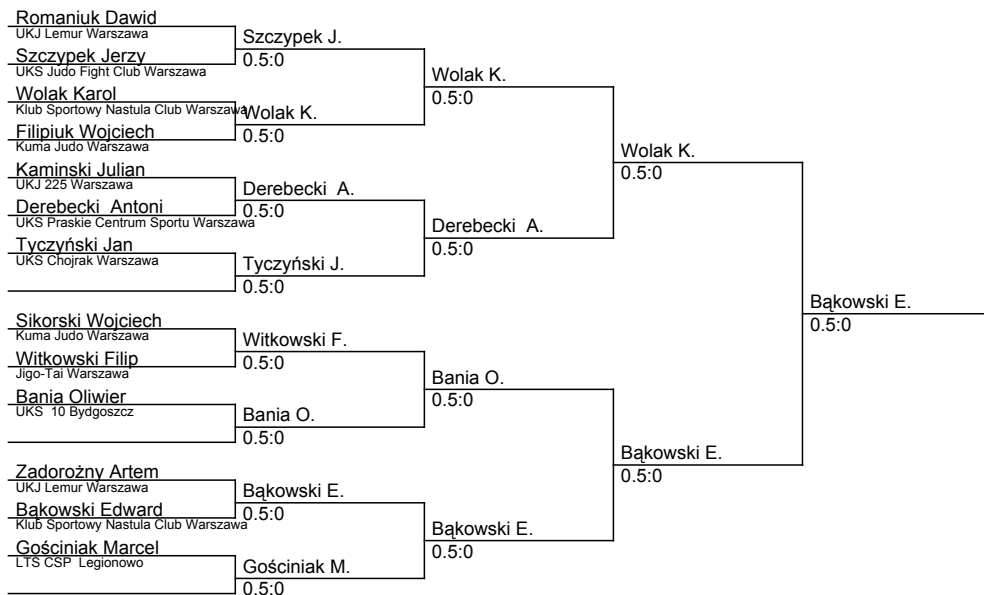 Romaniuk Dawid
UKJ Lemur Warszawa
Szczypek Jerzy
UKS Judo Fight Club Warszawa
Wolak Karol
Klub Sportowy Nastula Club Warszawa
Filipiuk Wojciech
Kuma Judo Warszawa
Kaminski Julian
UKJ 225 Warszawa
Derebecki  Antoni
UKS Praskie Centrum Sportu Warszawa
Tyczyński Jan
UKS Chojrak Warszawa
Sikorski Wojciech
Kuma Judo Warszawa
Witkowski Filip
Jigo-Tai Warszawa
Bania Oliwier
UKS  10 Bydgoszcz
Zadorożny Artem
UKJ Lemur Warszawa
Bąkowski Edward
Klub Sportowy Nastula Club Warszawa
Gościniak Marcel
LTS CSP  Legionowo
Szczypek J.
0.5:0
Wolak K.
0.5:0
Derebecki  A.
0.5:0
Tyczyński J.
0.5:0
Witkowski F.
0.5:0
Bania O.
0.5:0
Bąkowski E.
0.5:0
Gościniak M.
0.5:0
Wolak K.
0.5:0
Derebecki  A.
0.5:0
Bania O.
0.5:0
Bąkowski E.
0.5:0
Wolak K.
0.5:0
Bąkowski E.
0.5:0
Bąkowski E.
0.5:0